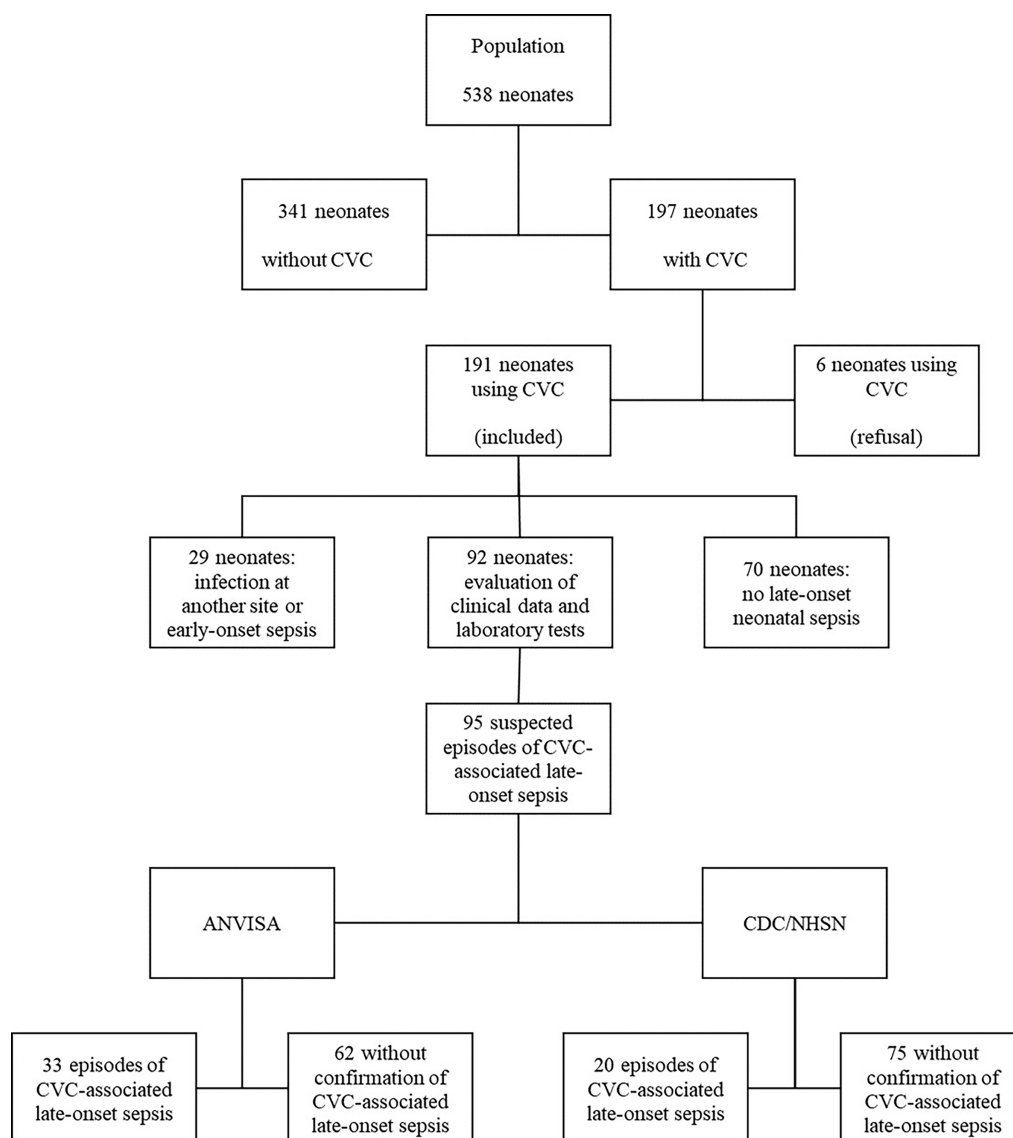 Population
538 neonates
341 neonates
without CVC
197 neonates
with CVC
191 neonates
using CVC
(included)
6 neonates using
CVC
(refusal)
29 neonates:
infection at
another site or
early-onset sepsis
92 neonates:
evaluation of
clinical data and
laboratory tests
70 neonates:
no late-onset
neonatal sepsis
95 suspected
episodes of CVC-
associated late-
onset sepsis
ANVISA
CDC/NHSN
33 episodes of
CVC-associated
late-onset sepsis
62 without
confirmation of
CVC-associated
late-onset sepsis
20 episodes of
CVC-associated
late-onset sepsis
75 without
confirmation of
CVC-associated
late-onset sepsis